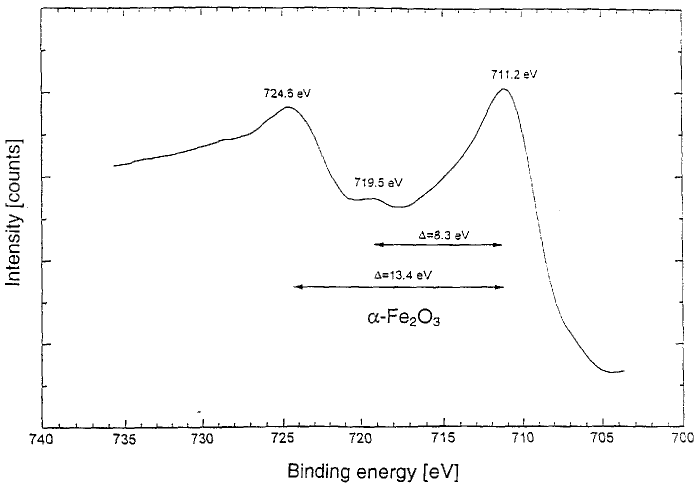 711.2 eV
724.6 eV
719.5 eV
Δ=8.3 eV
Δ=13.4 eV
α-Fe₂O₃
Intensity [counts]
740 735 730 725 720 715 710 705 700
Binding energy [eV]